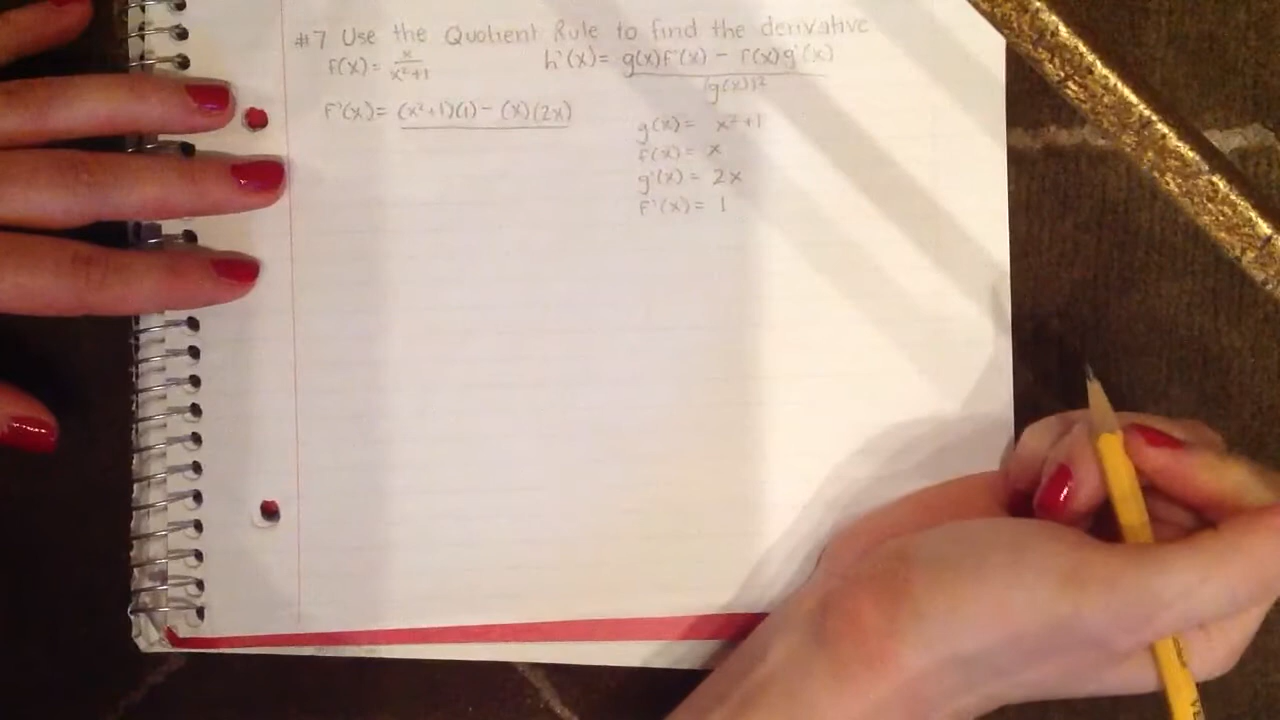 #7 Use the Quotient Rule to find the derivative
f(x) = x/x²+1 h'(x) = g(x)f'(x) - f(x)g'(x)/(g(x))²
f'(x) = (x²+1)(1) - (x)(2x)
g(x) = x²+1
f(x) = x
g'(x) = 2x
f'(x) = 1